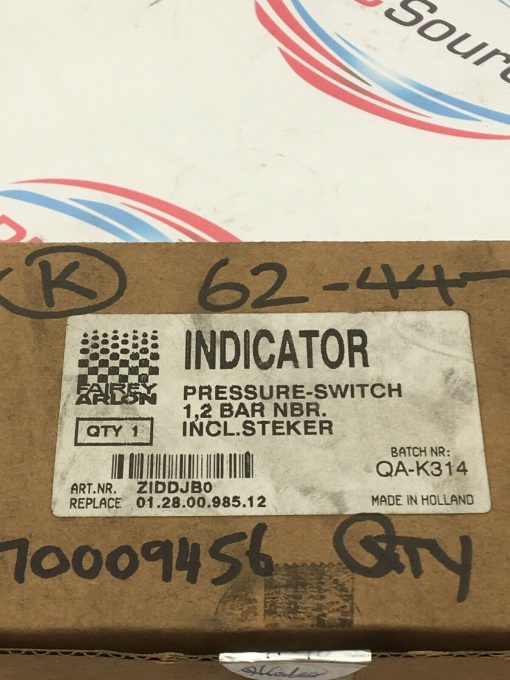 Source
K 62-44-
FAIREY
ARLON
QTY 1
INDICATOR
PRESSURE-SWITCH
1,2 BAR NBR.
INCL.STEKER
BATCH NR:
QA-K314
ART.NR. ZIDDJB0
REPLACE 01.28.00.985.12
MADE IN HOLLAND
70009456 QTY